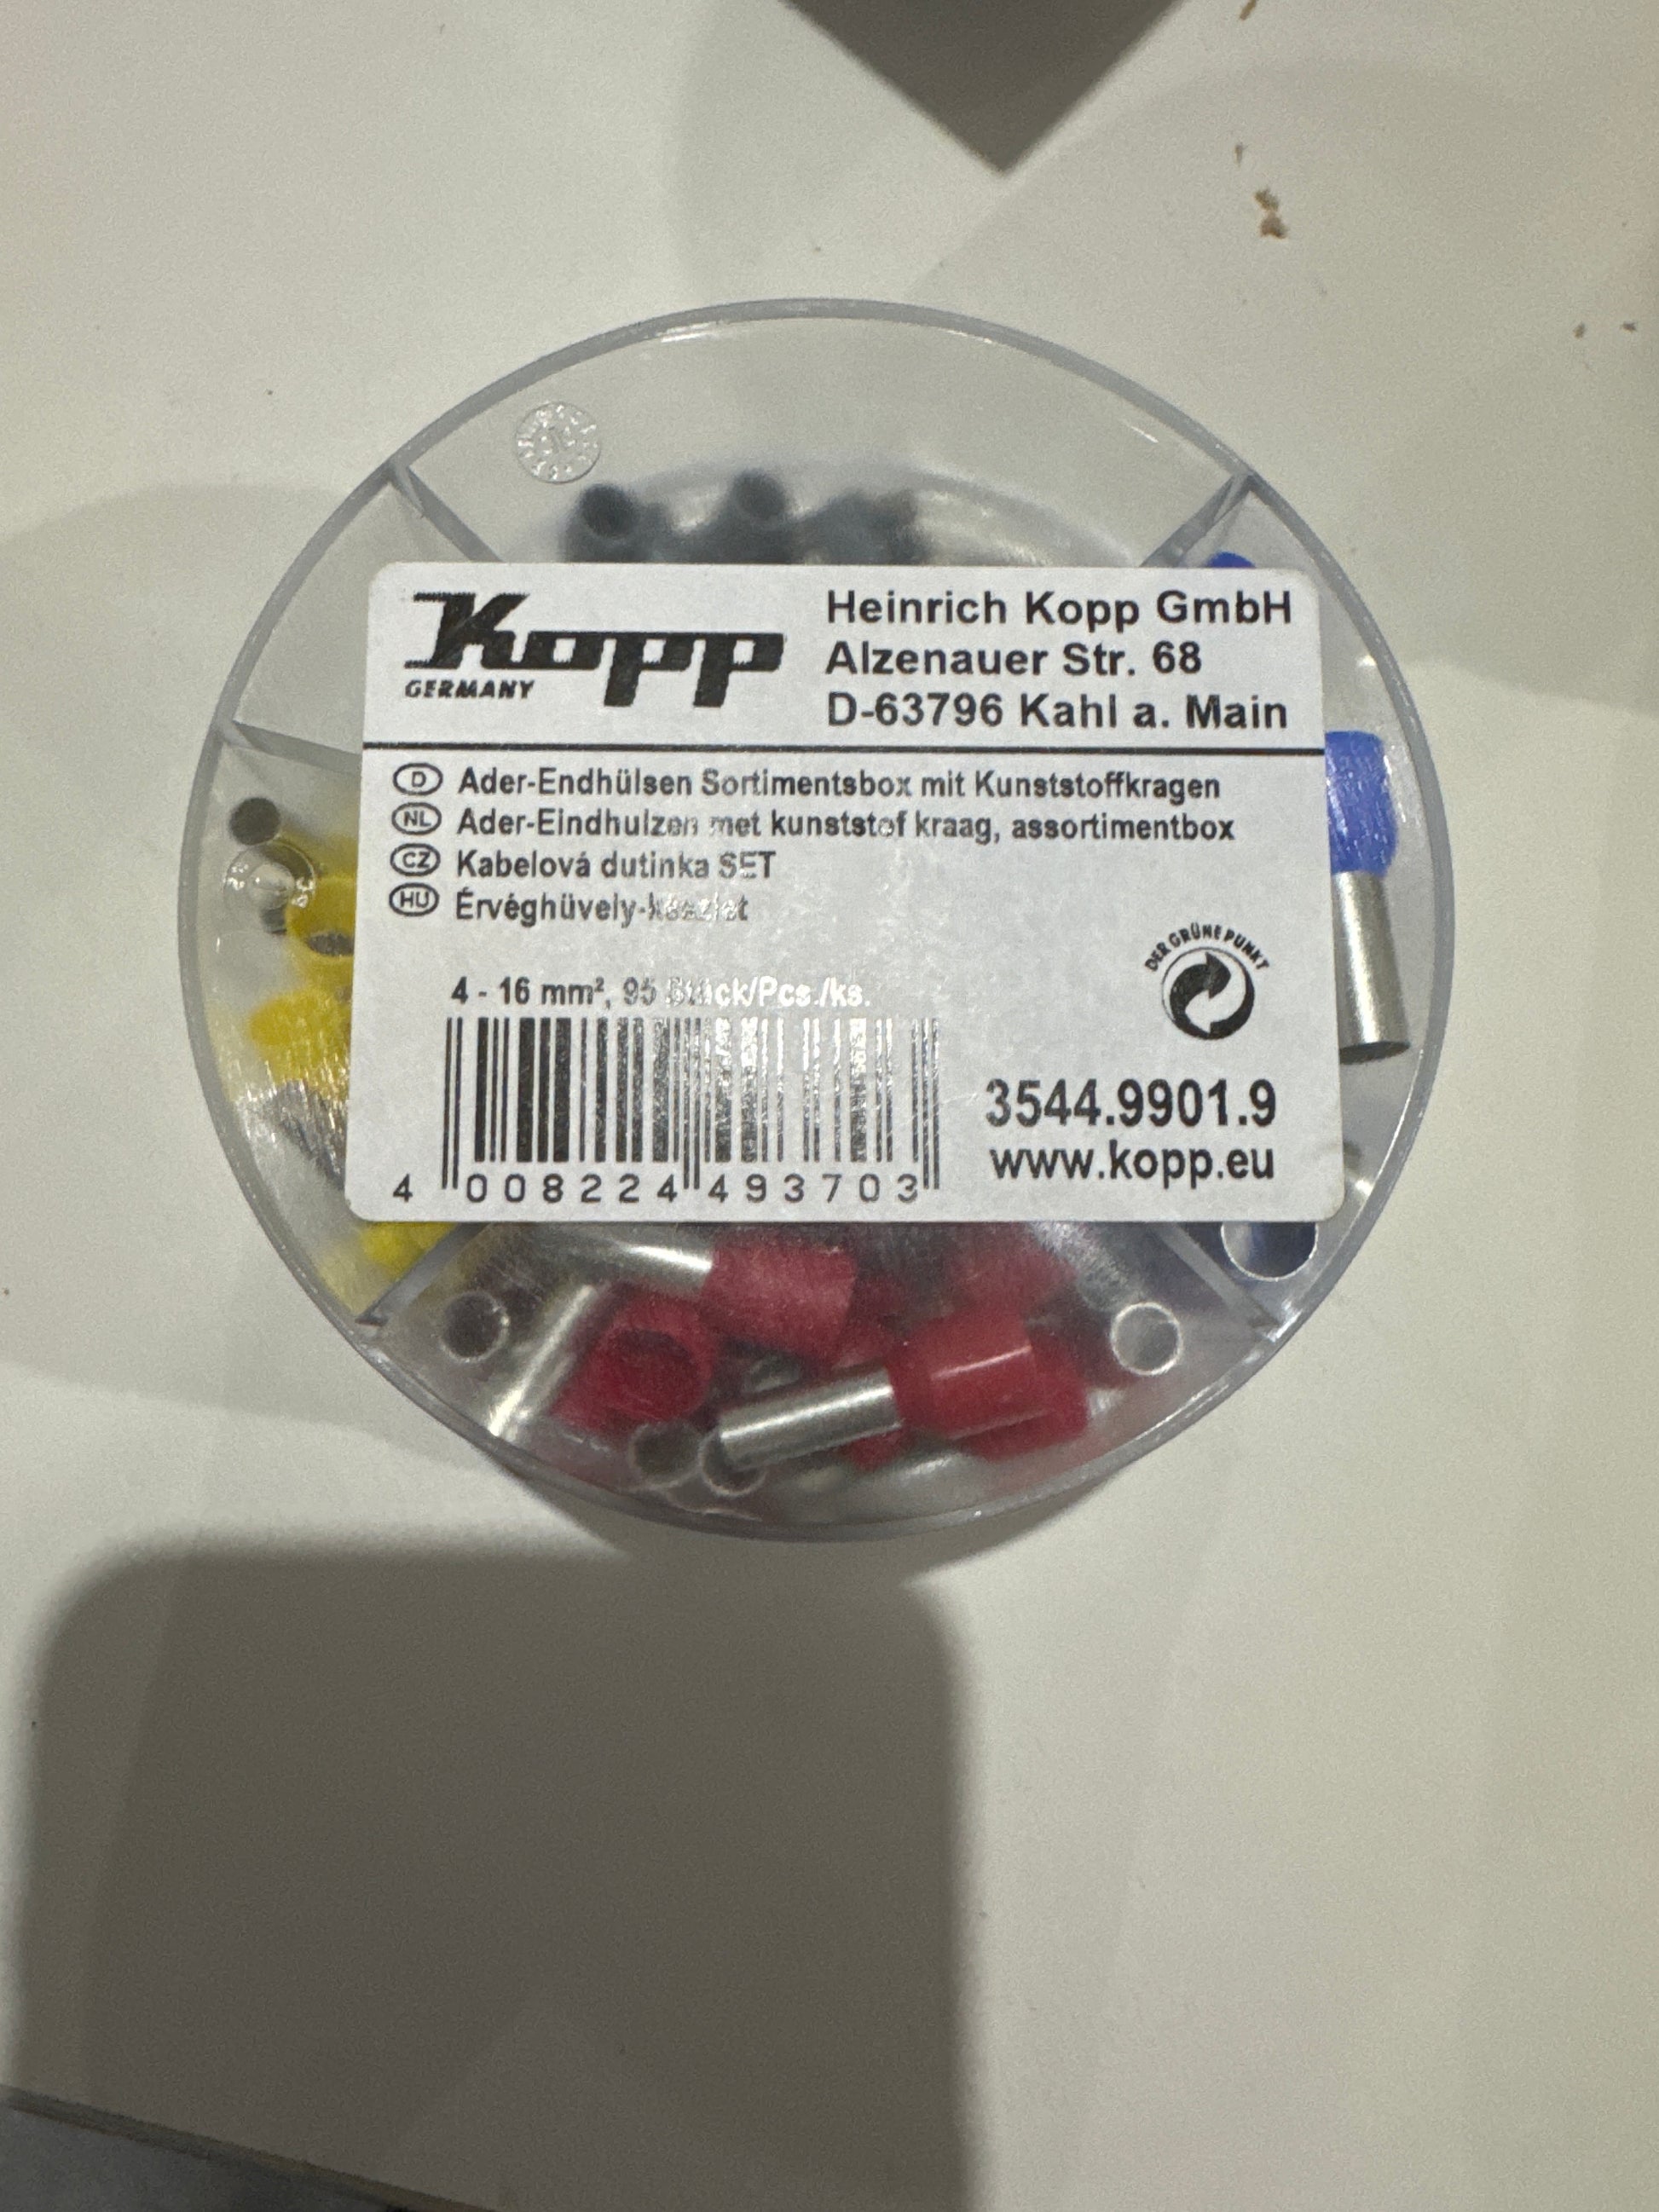 Kopp
GERMANY
Heinrich Kopp GmbH
Alzenauer Str. 68
D-63796 Kahl a. Main
D Ader-Endhülsen Sortimentsbox mit Kunststoffkragen
NL Ader-Eindhulzen met kunststof kraag, assortimentbox
CZ Kabelová dutinka SET
HU Érvéghüvely-készlet
4 - 16 mm², 95 Stück/Pcs./ks.
DER GRÜNE PUNKT
4 008224 493703
3544.9901.9
www.kopp.eu